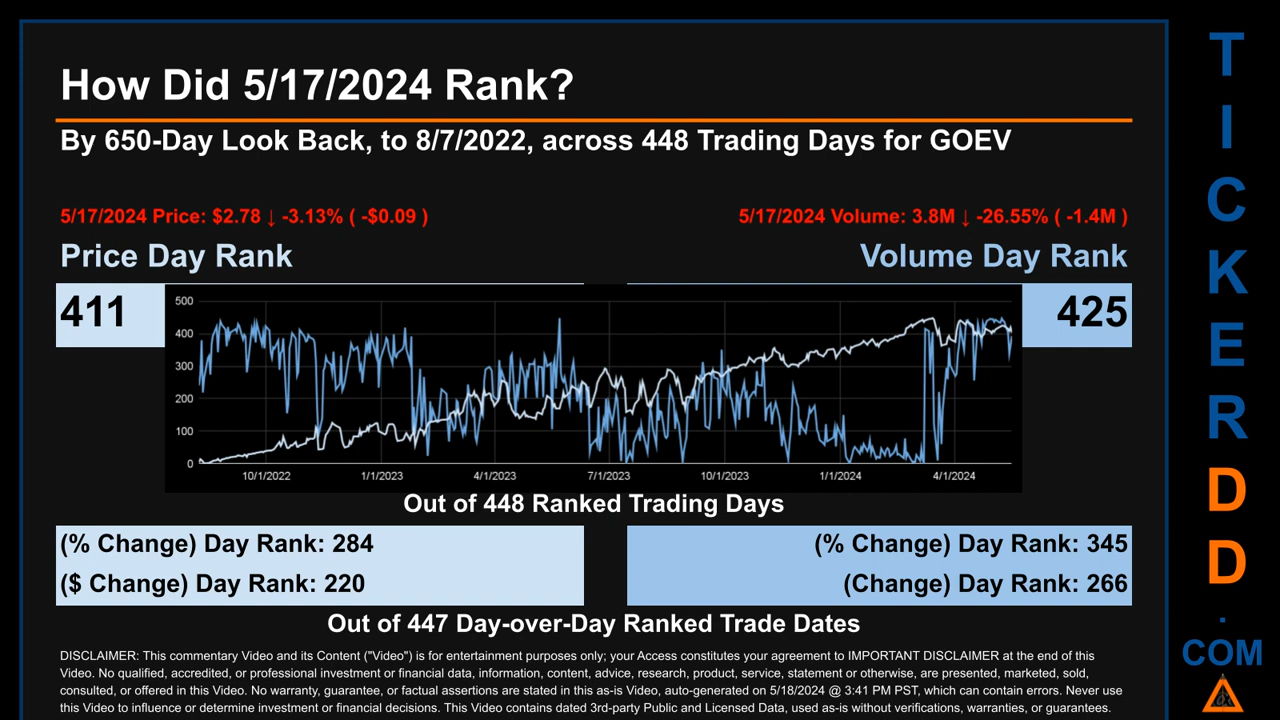 How Did 5/17/2024 Rank?
By 650-Day Look Back, to 8/7/2022, across 448 Trading Days for GOEV
5/17/2024 Price: $2.78 ↓ -3.13% ( -$0.09 )
5/17/2024 Volume: 3.8M ↓ -26.55% ( -1.4M )
Price Day Rank
Volume Day Rank
411
425
500
400
300
200
100
0
10/1/2022 1/1/2023 4/1/2023 7/1/2023 10/1/2023 1/1/2024 4/1/2024
Out of 448 Ranked Trading Days
(% Change) Day Rank: 284
($ Change) Day Rank: 220
(% Change) Day Rank: 345
(Change) Day Rank: 266
Out of 447 Day-over-Day Ranked Trade Dates
DISCLAIMER: This commentary Video and its Content ("Video") is for entertainment purposes only; your Access constitutes your agreement to IMPORTANT DISCLAIMER at the end of this
Video. No qualified, accredited, or professional investment or financial data, information, content, advice, research, product, service, statement or otherwise, are presented, marketed, sold,
consulted, or offered in this Video. No warranty, guarantee, or factual assertions are stated in this as-is Video, auto-generated on 5/18/2024 @ 3:41 PM PST, which can contain errors. Never use
this Video to influence or determine investment or financial decisions. This Video contains dated 3rd-party Public and Licensed Data, used as-is without verifications, warranties, or guarantees.
T
I
C
K
E
R
D
D
.
COM